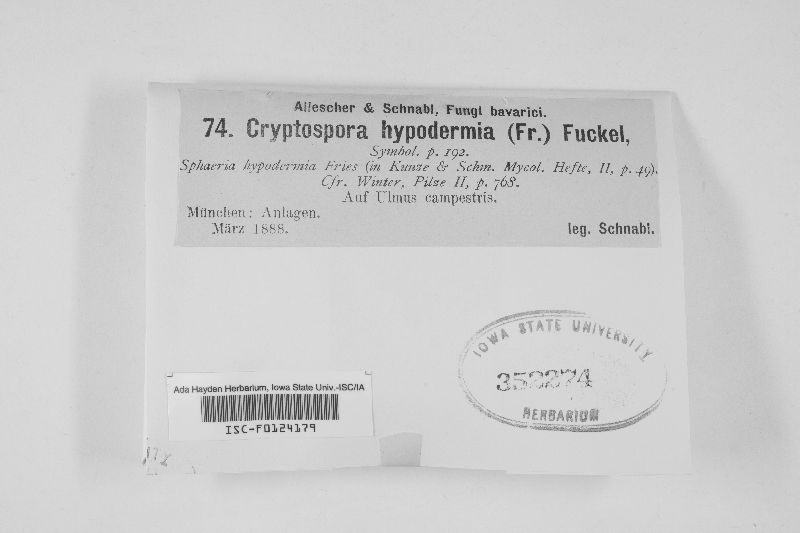 Allescher & Schnabl, Fungi bavarici.
74. Cryptospora hypodermia (Fr.) Fuckel,
Symbol. p. 192.
Sphaeria hypodermia Fries (in Kunze & Schm. Mycol. Hefte, II, p. 49).
Cfr. Winter, Pilze II, p. 768.
Auf Ulmus campestris.
München: Anlagen.
März 1888.
leg. Schnabl.
IOWA STATE UNIVERSITY
HERBARIUM
Ada Hayden Herbarium, Iowa State Univ.-ISC/IA
ISC-F0124179